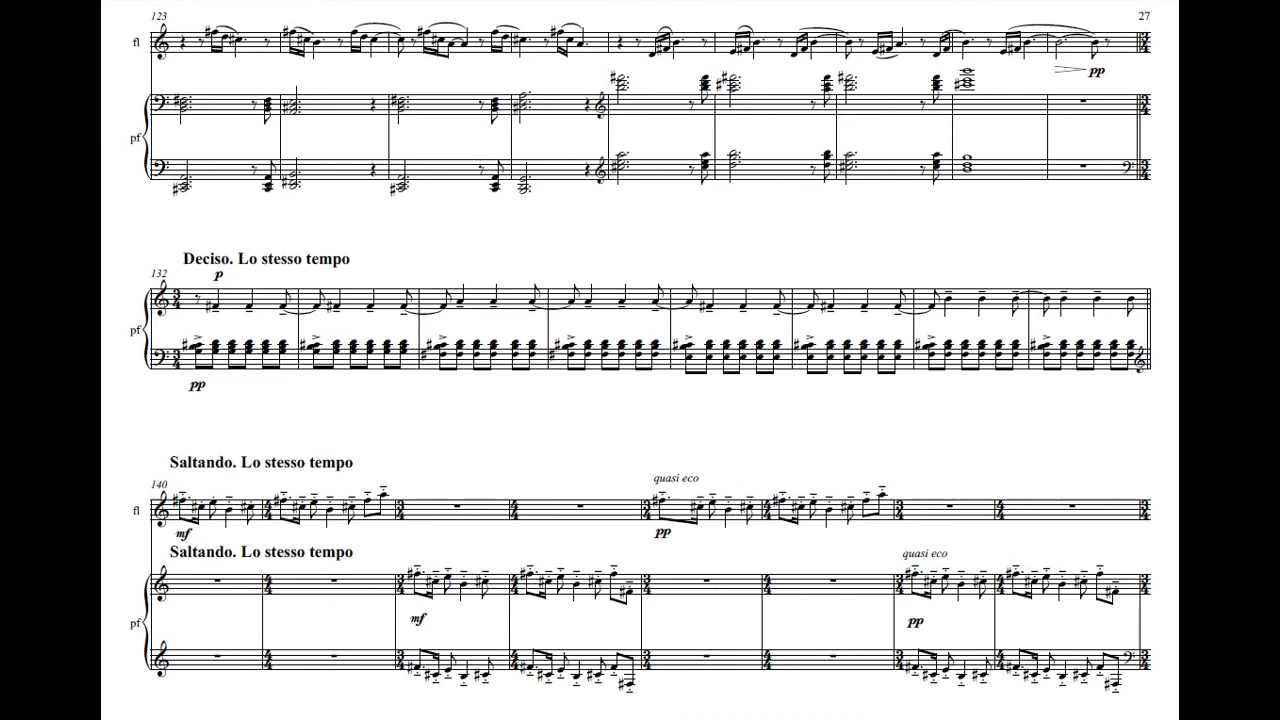 123
27
fl
pp
pf
Deciso. Lo stesso tempo
132
p
pf
pp
Saltando. Lo stesso tempo
140
quasi eco
fl
mf
pp
Saltando. Lo stesso tempo
quasi eco
mf
pp
pf